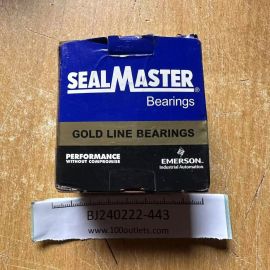 SEALMASTER®
Bearings
GOLD LINE BEARINGS
PERFORMANCE
WITHOUT COMPROMISE
EMERSON.
Industrial Automation
BJ240222-443
www.100outlets.com